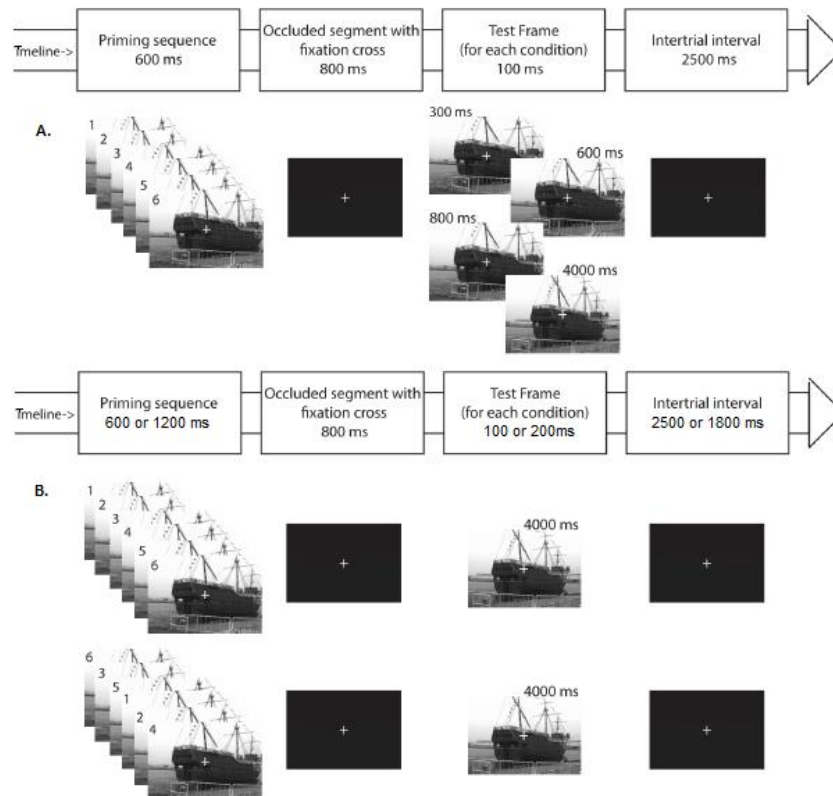 Tmeline->
Priming sequence
600 ms
Occluded segment with
fixation cross
800 ms
Test Frame
(for each condition)
100 ms
Intertrial interval
2500 ms
A.
1
2
3
4
5
6
300 ms
600 ms
800 ms
4000 ms
Tmeline->
Priming sequence
600 or 1200 ms
Occluded segment with
fixation cross
800 ms
Test Frame
(for each condition)
100 or 200ms
Intertrial interval
2500 or 1800 ms
B.
1
2
3
4
5
6
4000 ms
6
3
5
1
2
4
4000 ms